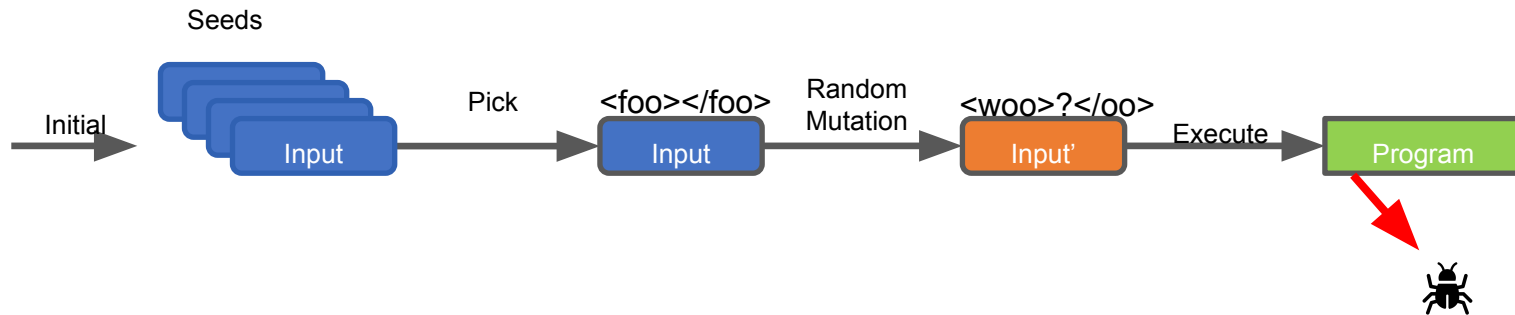 Seeds
Initial
Input
Pick
<foo></foo>
Input
Random
Mutation
<woo>?</oo>
Input’
Execute
Program